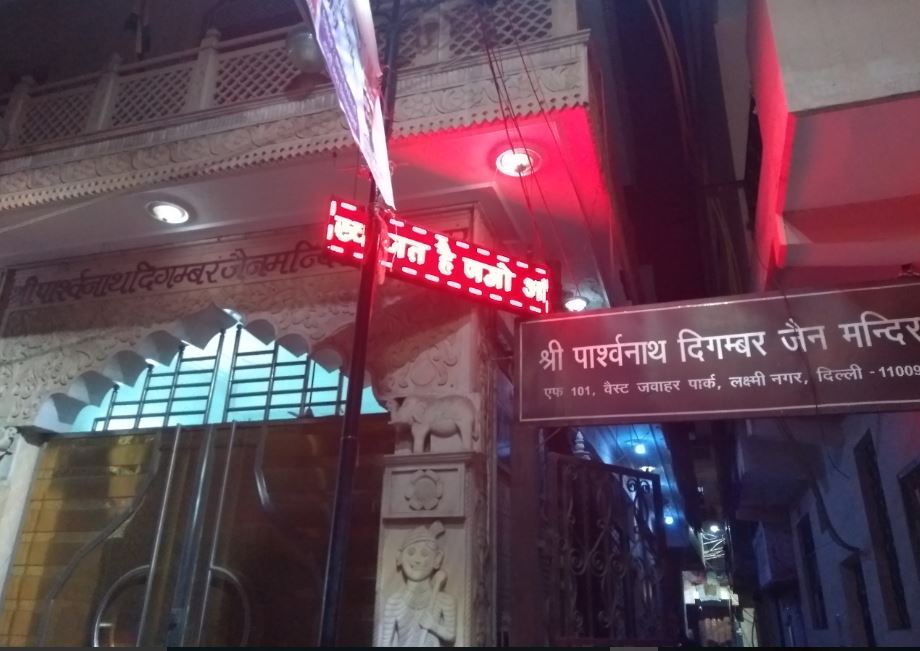 श्री पार्श्वनाथ दिगम्बर जैन मन्दि
है णमो
श्री पार्श्वनाथ दिगम्बर जैन मन्दिर
एफ 101, वैस्ट जवाहर पार्क, लक्ष्मी नगर, दिल्ली - 11009